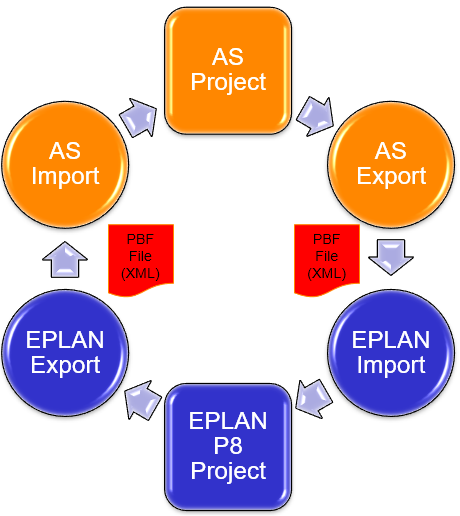 AS
Project
AS
Import
AS
Export
PBF
File
(XML)
PBF
File
(XML)
EPLAN
Export
EPLAN
Import
EPLAN
P8
Project